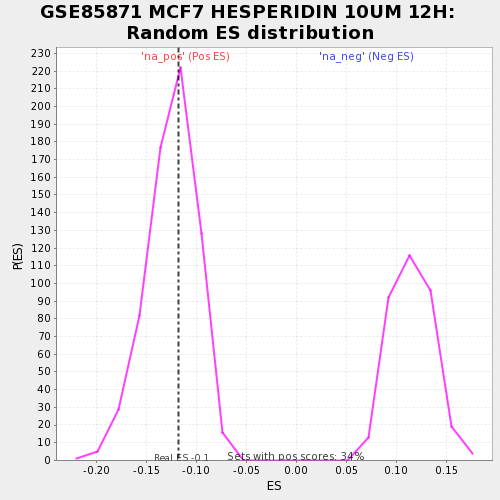 GSE85871 MCF7 HESPERIDIN 10UM 12H:
Random ES distribution
'na_pos' (Pos ES)
'na_neg' (Neg ES)
230
220
210
200
190
180
170
160
150
140
130
120
110
100
90
80
70
60
50
40
30
20
10
0
P(ES)
Real ES -0.1
Sets with pos scores: 34%
-0.20 -0.15 -0.10 -0.05 0.00 0.05 0.10 0.15
ES